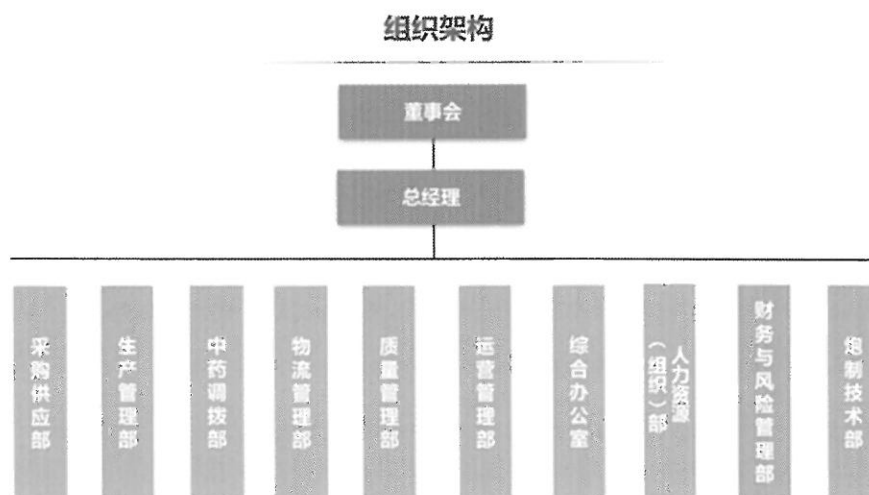 组织架构
董事会
总经理
采购供应部
生产管理部
中药调拨部
物流管理部
质量管理部
运营管理部
综合办公室
人力资源
（组织）部
财务与风险管理部
炮制技术部